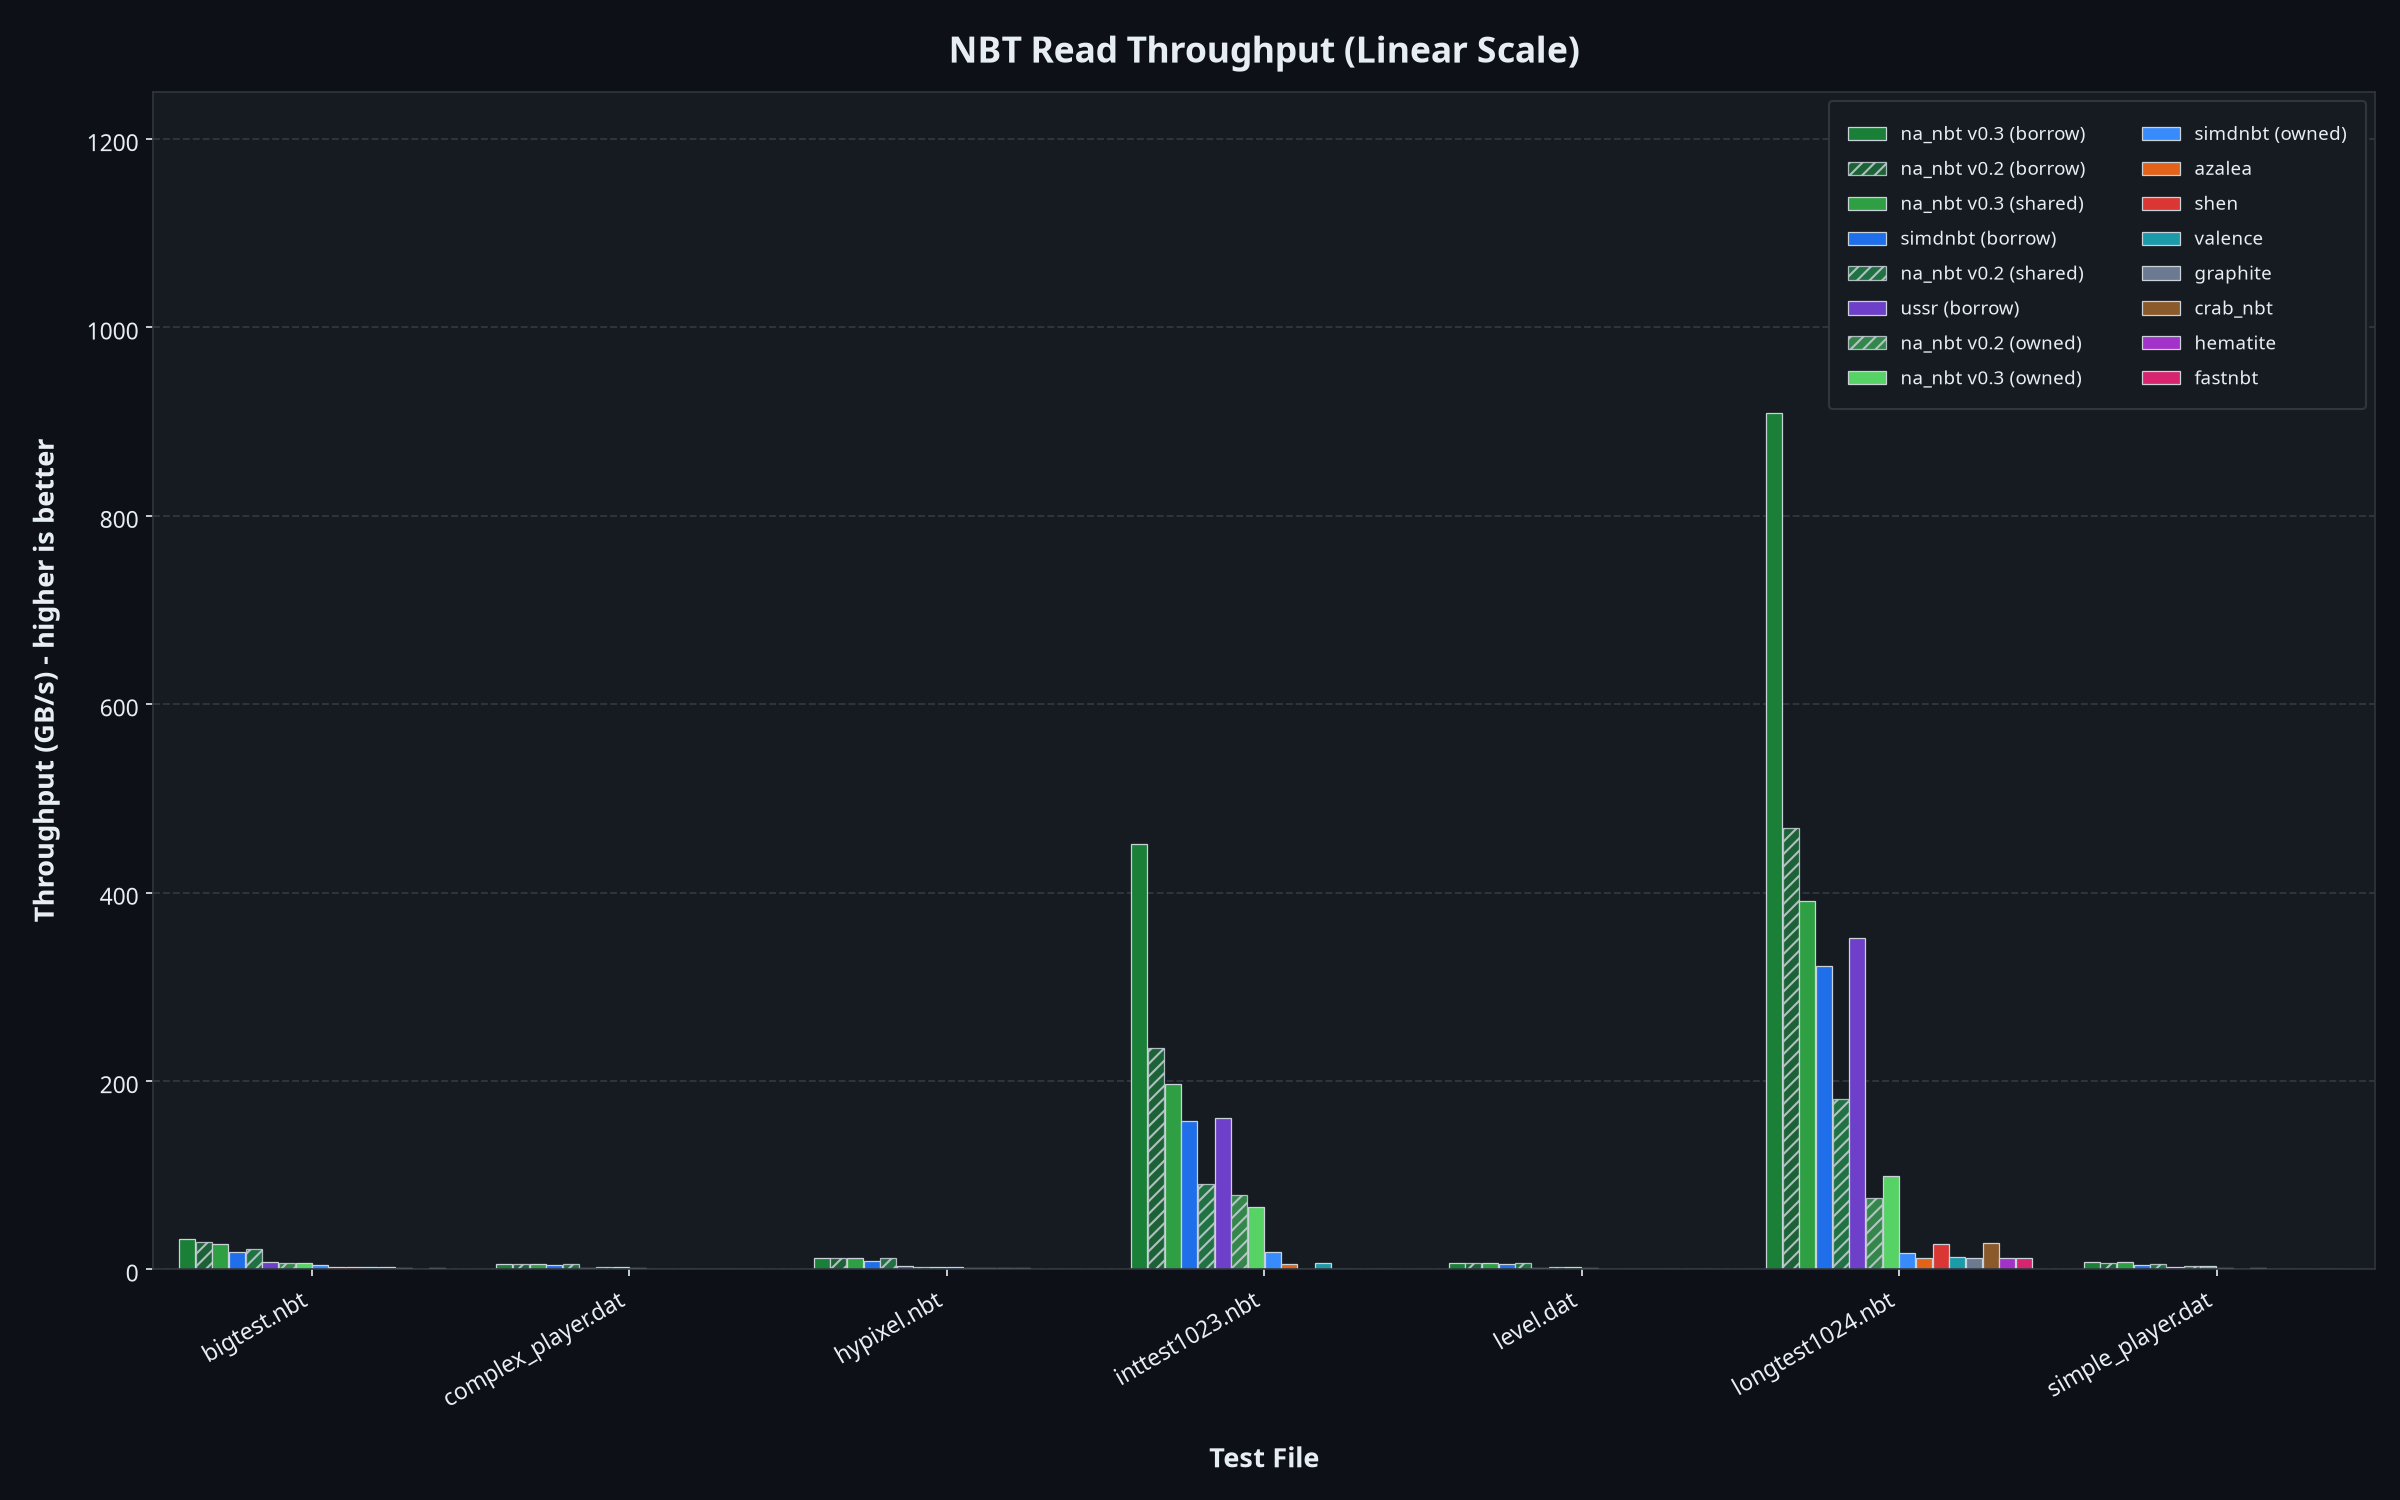 NBT Read Throughput (Linear Scale)
Throughput (GB/s) - higher is better
1200
1000
800
600
400
200
0
na_nbt v0.3 (borrow)
na_nbt v0.2 (borrow)
na_nbt v0.3 (shared)
simdnbt (borrow)
na_nbt v0.2 (shared)
ussr (borrow)
na_nbt v0.2 (owned)
na_nbt v0.3 (owned)
simdnbt (owned)
azalea
shen
valence
graphite
crab_nbt
hematite
fastnbt
bigtest.nbt
complex_player.dat
hypixel.nbt
inttest1023.nbt
level.dat
longtest1024.nbt
simple_player.dat
Test File